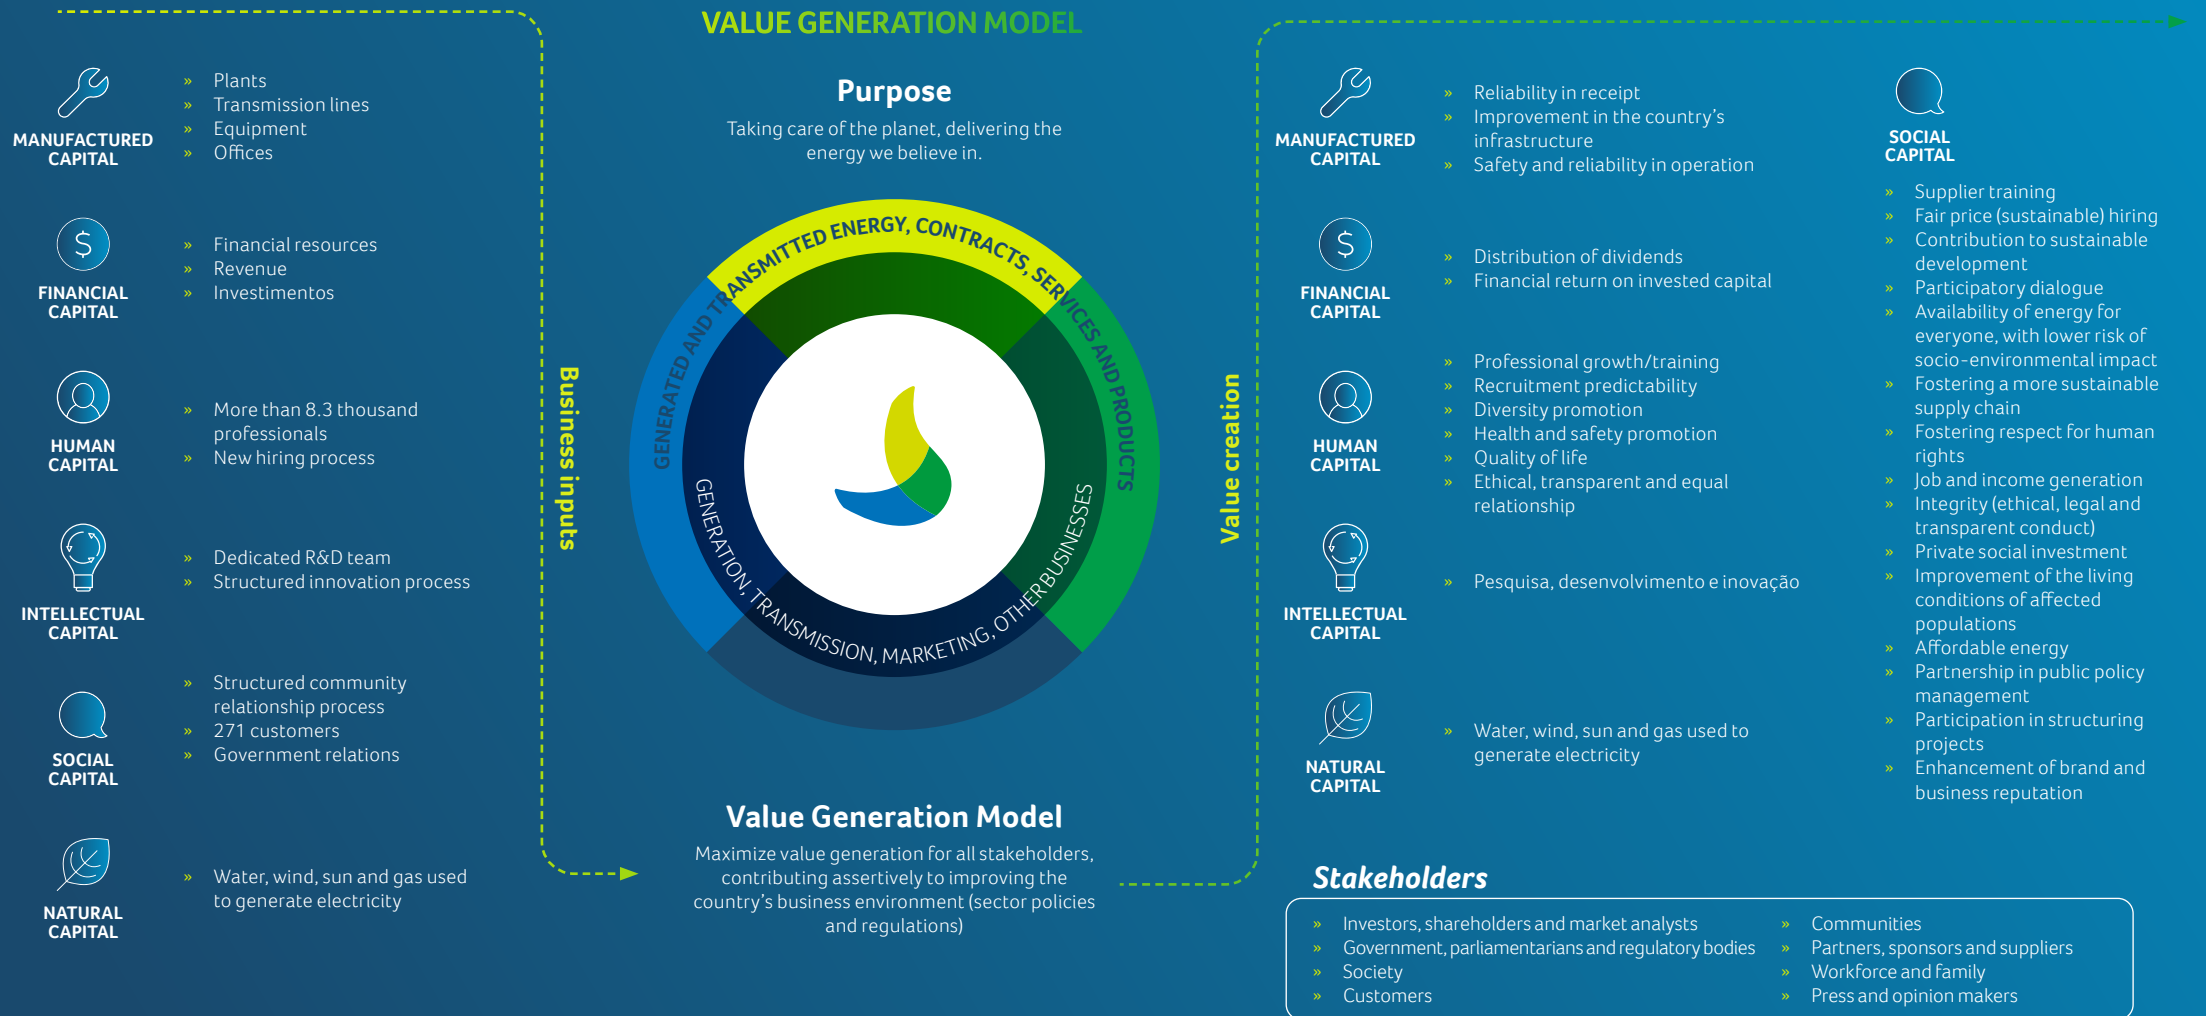 VALUE GENERATION MODEL
MANUFACTURED
CAPITAL
» Plants
» Transmission lines
» Equipment
» Offices
FINANCIAL
CAPITAL
» Financial resources
» Revenue
» Investimentos
HUMAN
CAPITAL
» More than 8.3 thousand
professionals
» New hiring process
INTELLECTUAL
CAPITAL
» Dedicated R&D team
» Structured innovation process
SOCIAL
CAPITAL
» Structured community
relationship process
» 271 customers
» Government relations
NATURAL
CAPITAL
» Water, wind, sun and gas used
to generate electricity
Business inputs
Purpose
Taking care of the planet, delivering the
energy we believe in.
GENERATED AND TRANSMITTED ENERGY, CONTRACTS, SERVICES AND PRODUCTS
GENERATION, TRANSMISSION, MARKETING, OTHER BUSINESSES
Value Generation Model
Maximize value generation for all stakeholders,
contributing assertively to improving the
country's business environment (sector policies
and regulations)
Value creation
MANUFACTURED
CAPITAL
» Reliability in receipt
» Improvement in the country's
infrastructure
» Safety and reliability in operation
FINANCIAL
CAPITAL
» Distribution of dividends
» Financial return on invested capital
HUMAN
CAPITAL
» Professional growth/training
» Recruitment predictability
» Diversity promotion
» Health and safety promotion
» Quality of life
» Ethical, transparent and equal
relationship
INTELLECTUAL
CAPITAL
» Pesquisa, desenvolvimento e inovação
NATURAL
CAPITAL
» Water, wind, sun and gas used to
generate electricity
SOCIAL
CAPITAL
» Supplier training
» Fair price (sustainable) hiring
» Contribution to sustainable
development
» Participatory dialogue
» Availability of energy for
everyone, with lower risk of
socio-environmental impact
» Fostering a more sustainable
supply chain
» Fostering respect for human
rights
» Job and income generation
» Integrity (ethical, legal and
transparent conduct)
» Private social investment
» Improvement of the living
conditions of affected
populations
» Affordable energy
» Partnership in public policy
management
» Participation in structuring
projects
» Enhancement of brand and
business reputation
Stakeholders
» Investors, shareholders and market analysts
» Government, parliamentarians and regulatory bodies
» Society
» Customers
» Communities
» Partners, sponsors and suppliers
» Workforce and family
» Press and opinion makers